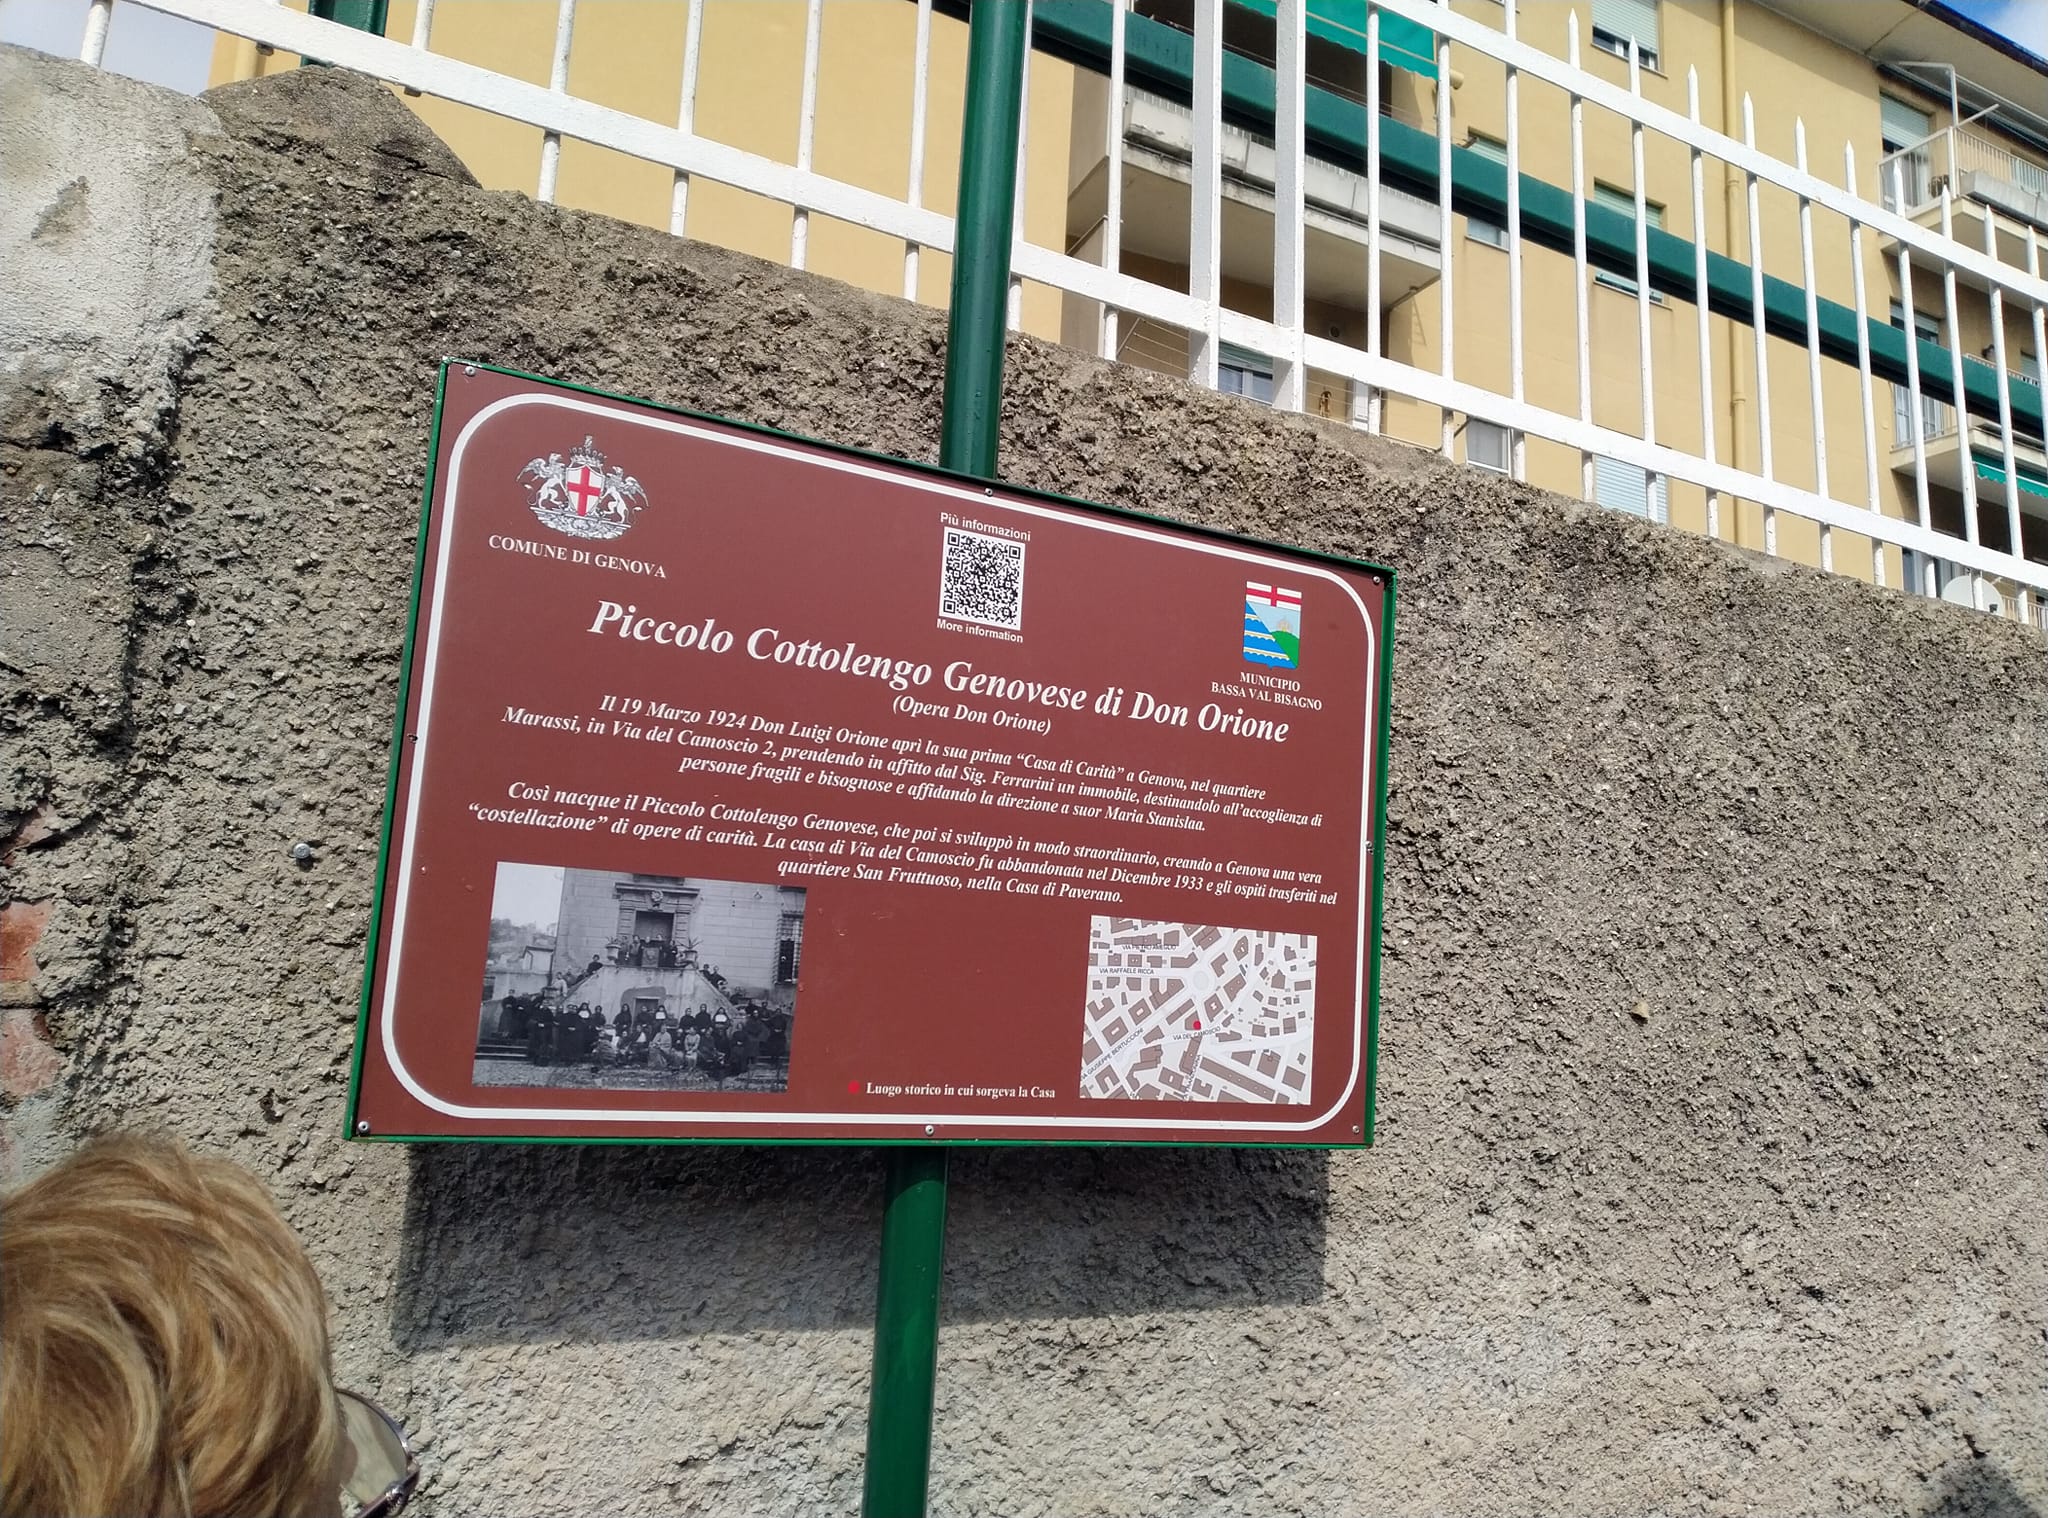 COMUNE DI GENOVA
Più informazioni
More information
MUNICIPIO
BASSA VAL BISAGNO
Piccolo Cottolengo Genovese di Don Orione
(Opera Don Orione)
Il 19 Marzo 1924 Don Luigi Orione aprì la sua prima “Casa di Carità” a Genova, nel quartiere
Marassi, in Via del Camoscio 2, prendendo in affitto dal Sig. Ferrarini un immobile, destinandolo all’accoglienza di
persone fragili e bisognose e affidando la direzione a suor Maria Stanislaa.
Così nacque il Piccolo Cottolengo Genovese, che poi si sviluppò in modo straordinario, creando a Genova una vera
“costellazione” di opere di carità. La casa di Via del Camoscio fu abbandonata nel Dicembre 1933 e gli ospiti trasferiti nel
quartiere San Fruttuoso, nella Casa di Paverano.
VIA RAFFAELE RICCA
VIA DEL CAMOSCIO
GIUSEPPE BERTUCCIONI
Luogo storico in cui sorgeva la Casa